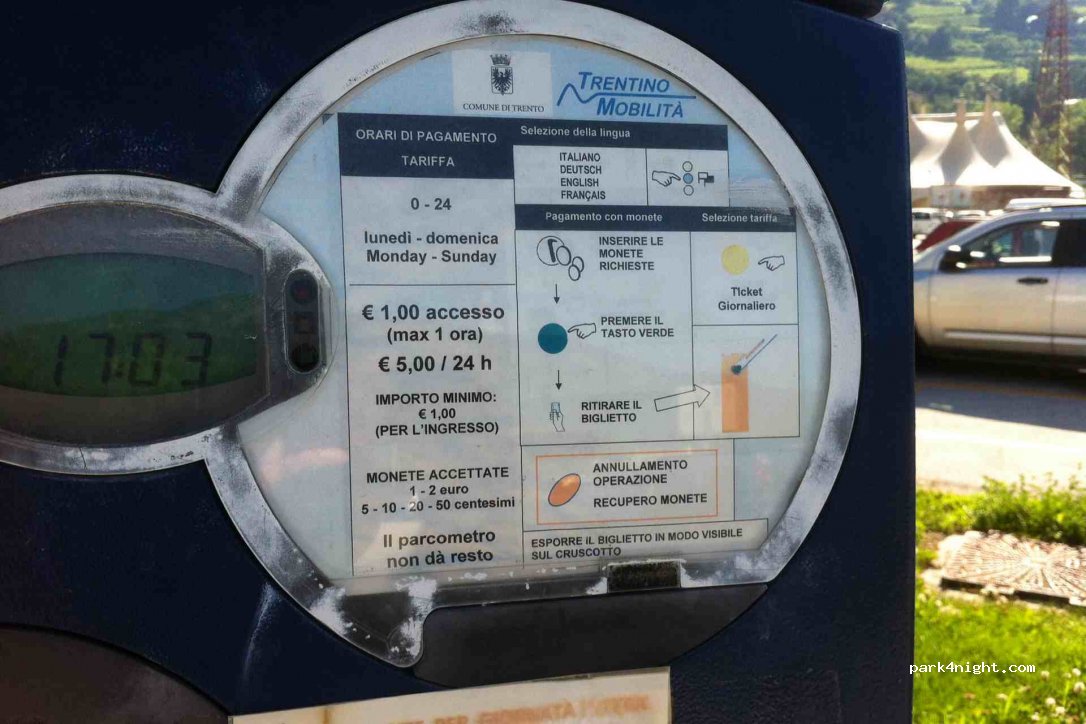 COMUNE DI TRENTO
TRENTINO
MOBILITÀ
ORARI DI PAGAMENTO
TARIFFA
0 - 24
lunedì - domenica
Monday - Sunday
€ 1,00 accesso
(max 1 ora)
€ 5,00 / 24 h
IMPORTO MINIMO:
€ 1,00
(PER L'INGRESSO)
MONETE ACCETTATE
1 - 2 euro
5 - 10 - 20 - 50 centesimi
Il parcometro
non dà resto
Selezione della lingua
ITALIANO
DEUTSCH
ENGLISH
FRANÇAIS
Pagamento con monete
INSERIRE LE
MONETE
RICHIESTE
PREMERE IL
TASTO VERDE
RITIRARE IL
BIGLIETTO
Selezione tariffa
Ticket
Giornaliero
ANNULLAMENTO
OPERAZIONE
RECUPERO MONETE
ESPORRE IL BIGLIETTO IN MODO VISIBILE
SUL CRUSCOTTO
17:03
PER GIORNATA
park4night.com